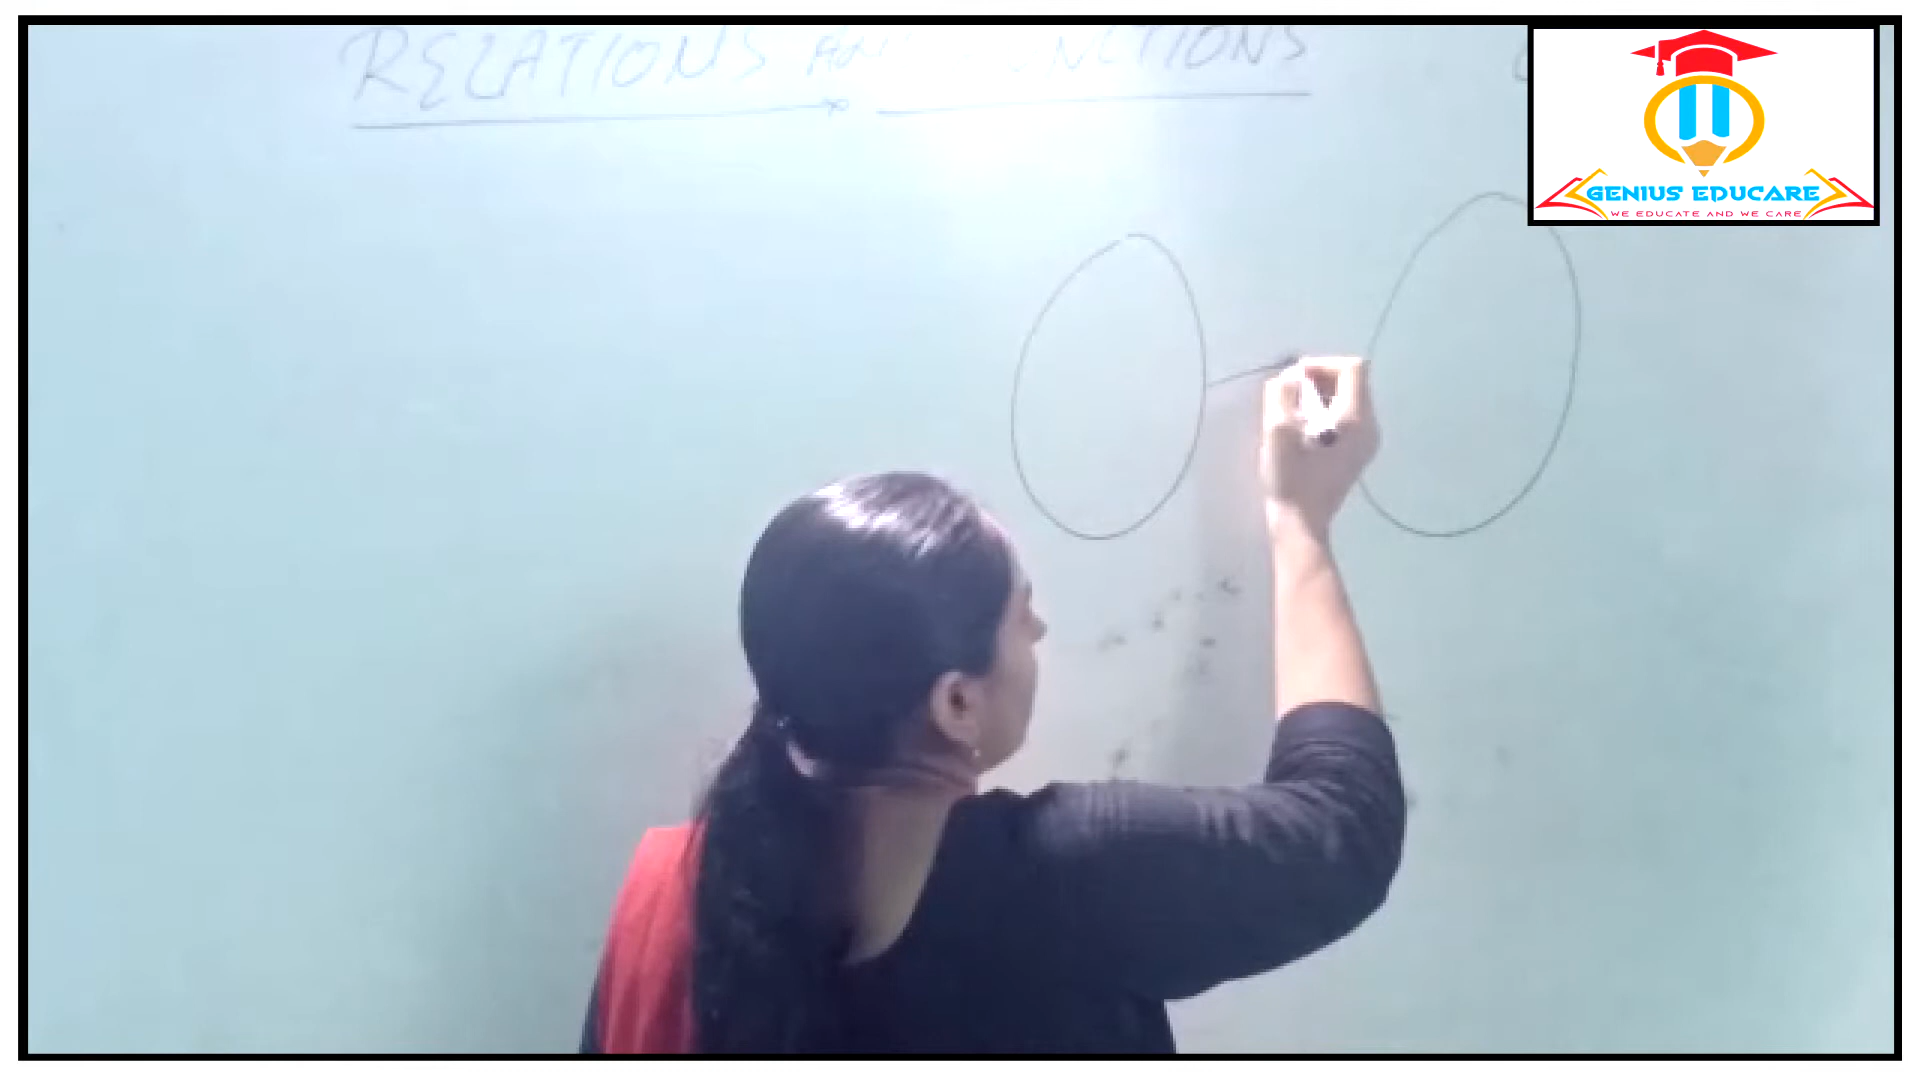 RELATIONS AND FUNCTIONS
GENIUS EDUCARE
WE EDUCATE AND WE CARE